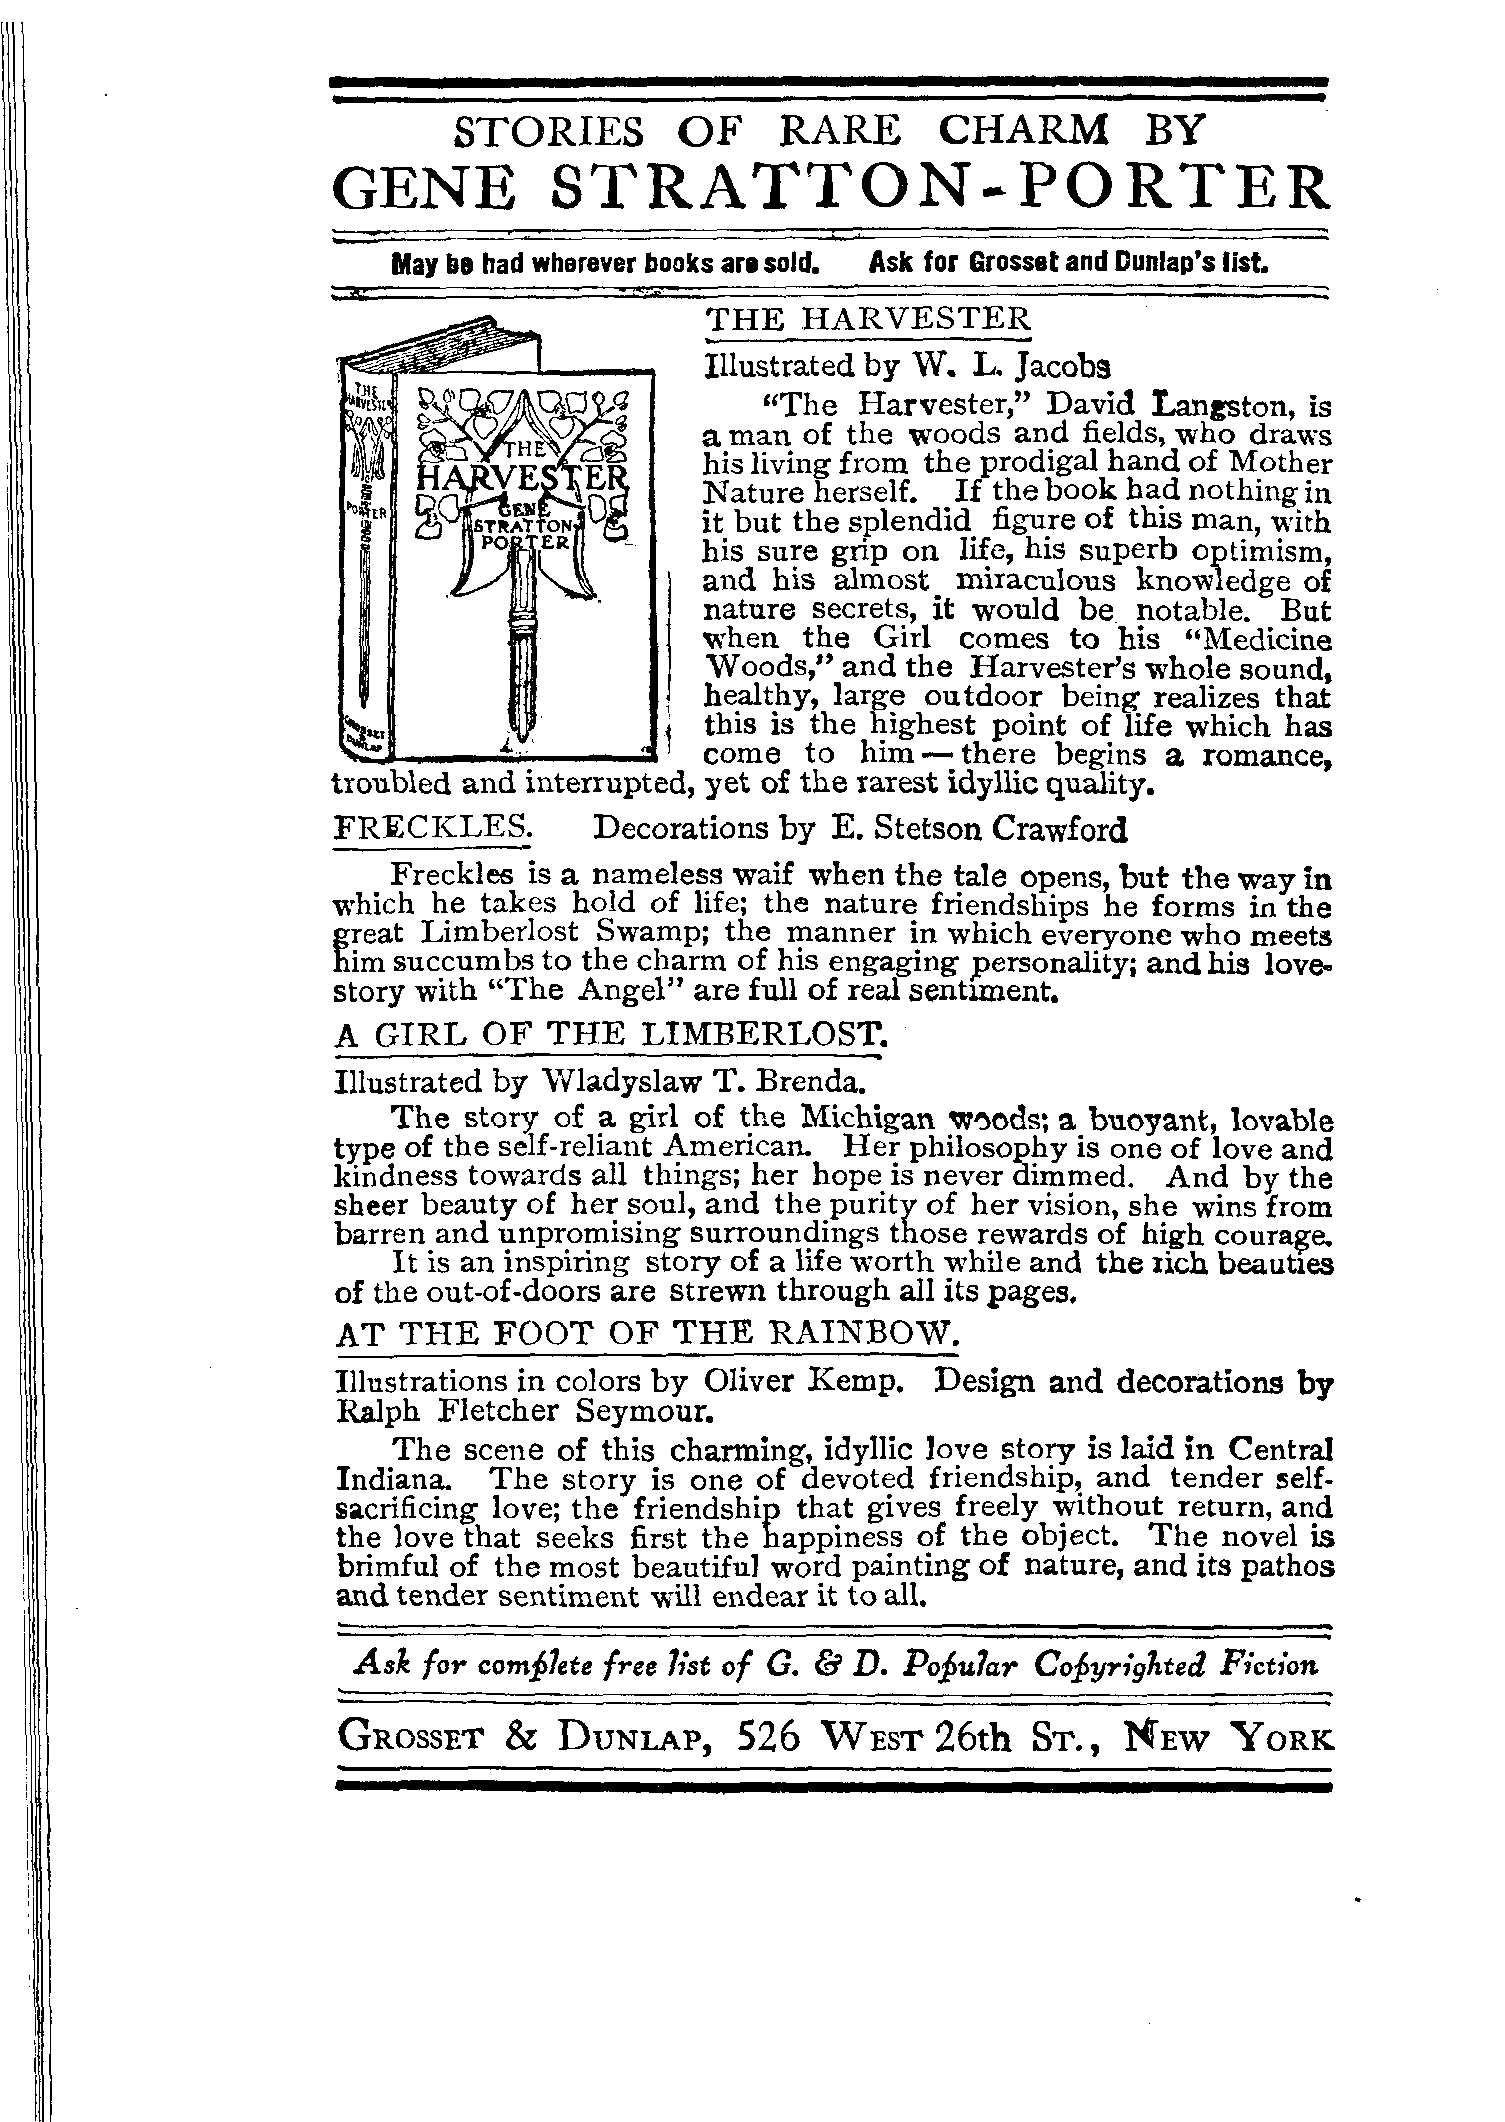 STORIES OF RARE CHARM BY
GENE STRATTON-PORTER
May be had wherever books are sold. Ask for Grosset and Dunlap's list.
THE
HARVESTER
PORTER
GROSSET
&
DUNLAP
THE
HARVESTER
GENE
STRATTON
PORTER
THE HARVESTER
Illustrated by W. L. Jacobs
"The Harvester," David Langston, is
a man of the woods and fields, who draws
his living from the prodigal hand of Mother
Nature herself. If the book had nothing in
it but the splendid figure of this man, with
his sure grip on life, his superb optimism,
and his almost miraculous knowledge of
nature secrets, it would be notable. But
when the Girl comes to his "Medicine
Woods," and the Harvester's whole sound,
healthy, large outdoor being realizes that
this is the highest point of life which has
come to him — there begins a romance,
troubled and interrupted, yet of the rarest idyllic quality.
FRECKLES. Decorations by E. Stetson Crawford
Freckles is a nameless waif when the tale opens, but the way in
which he takes hold of life; the nature friendships he forms in the
great Limberlost Swamp; the manner in which everyone who meets
him succumbs to the charm of his engaging personality; and his love-
story with "The Angel" are full of real sentiment.
A GIRL OF THE LIMBERLOST.
Illustrated by Wladyslaw T. Brenda.
The story of a girl of the Michigan woods; a buoyant, lovable
type of the self-reliant American. Her philosophy is one of love and
kindness towards all things; her hope is never dimmed. And by the
sheer beauty of her soul, and the purity of her vision, she wins from
barren and unpromising surroundings those rewards of high courage.
It is an inspiring story of a life worth while and the rich beauties
of the out-of-doors are strewn through all its pages.
AT THE FOOT OF THE RAINBOW.
Illustrations in colors by Oliver Kemp. Design and decorations by
Ralph Fletcher Seymour.
The scene of this charming, idyllic love story is laid in Central
Indiana. The story is one of devoted friendship, and tender self-
sacrificing love; the friendship that gives freely without return, and
the love that seeks first the happiness of the object. The novel is
brimful of the most beautiful word painting of nature, and its pathos
and tender sentiment will endear it to all.
Ask for complete free list of G. & D. Popular Copyrighted Fiction
GROSSET & DUNLAP, 526 WEST 26th ST., NEW YORK